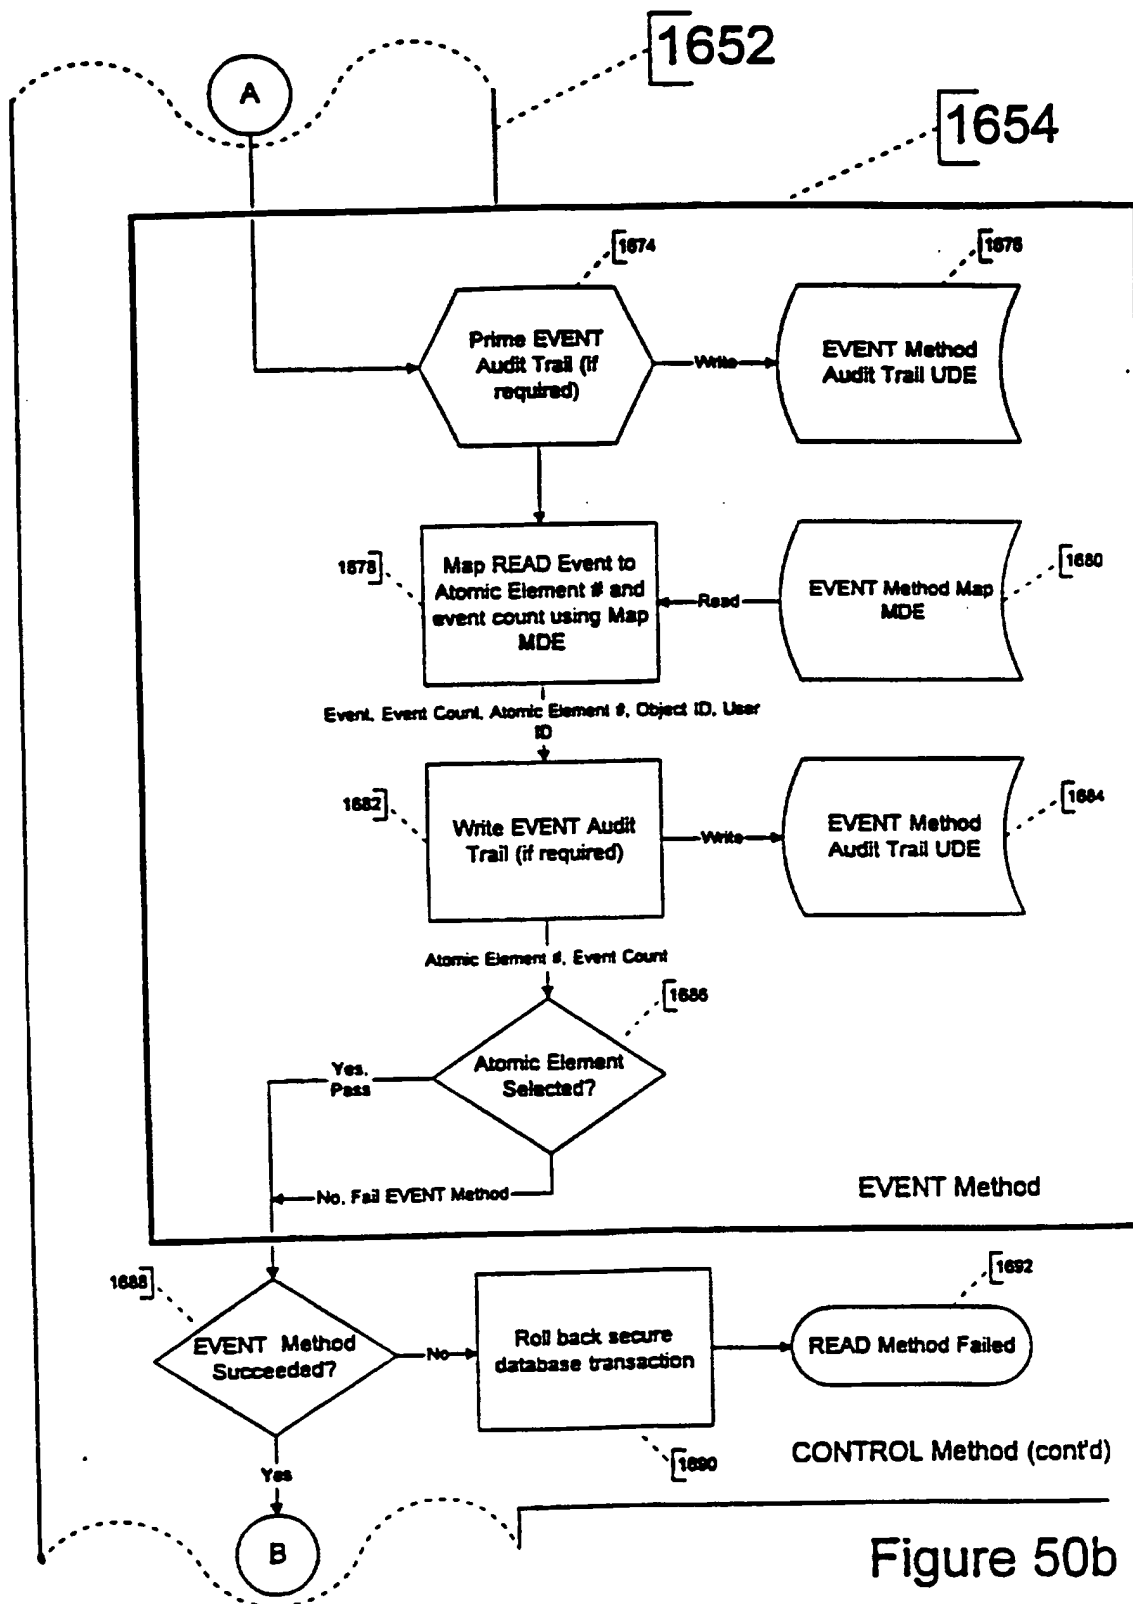 1652
A
1654
1674
1676
Prime EVENT
Audit Trail (if
required)
Write
EVENT Method
Audit Trail UDE
1678
Map READ Event to
Atomic Element # and
event count using Map
MDE
Read
EVENT Method Map
MDE
1680
Event, Event Count, Atomic Element #, Object ID, User
ID
1682
Write EVENT Audit
Trail (if required)
Write
EVENT Method
Audit Trail UDE
1684
Atomic Element #, Event Count
1686
Atomic Element
Selected?
Yes,
Pass
No, Fail EVENT Method
EVENT Method
1688
EVENT Method
Succeeded?
No
Roll back secure
database transaction
1692
READ Method Failed
1690
CONTROL Method (cont'd)
Yes
B
Figure 50b